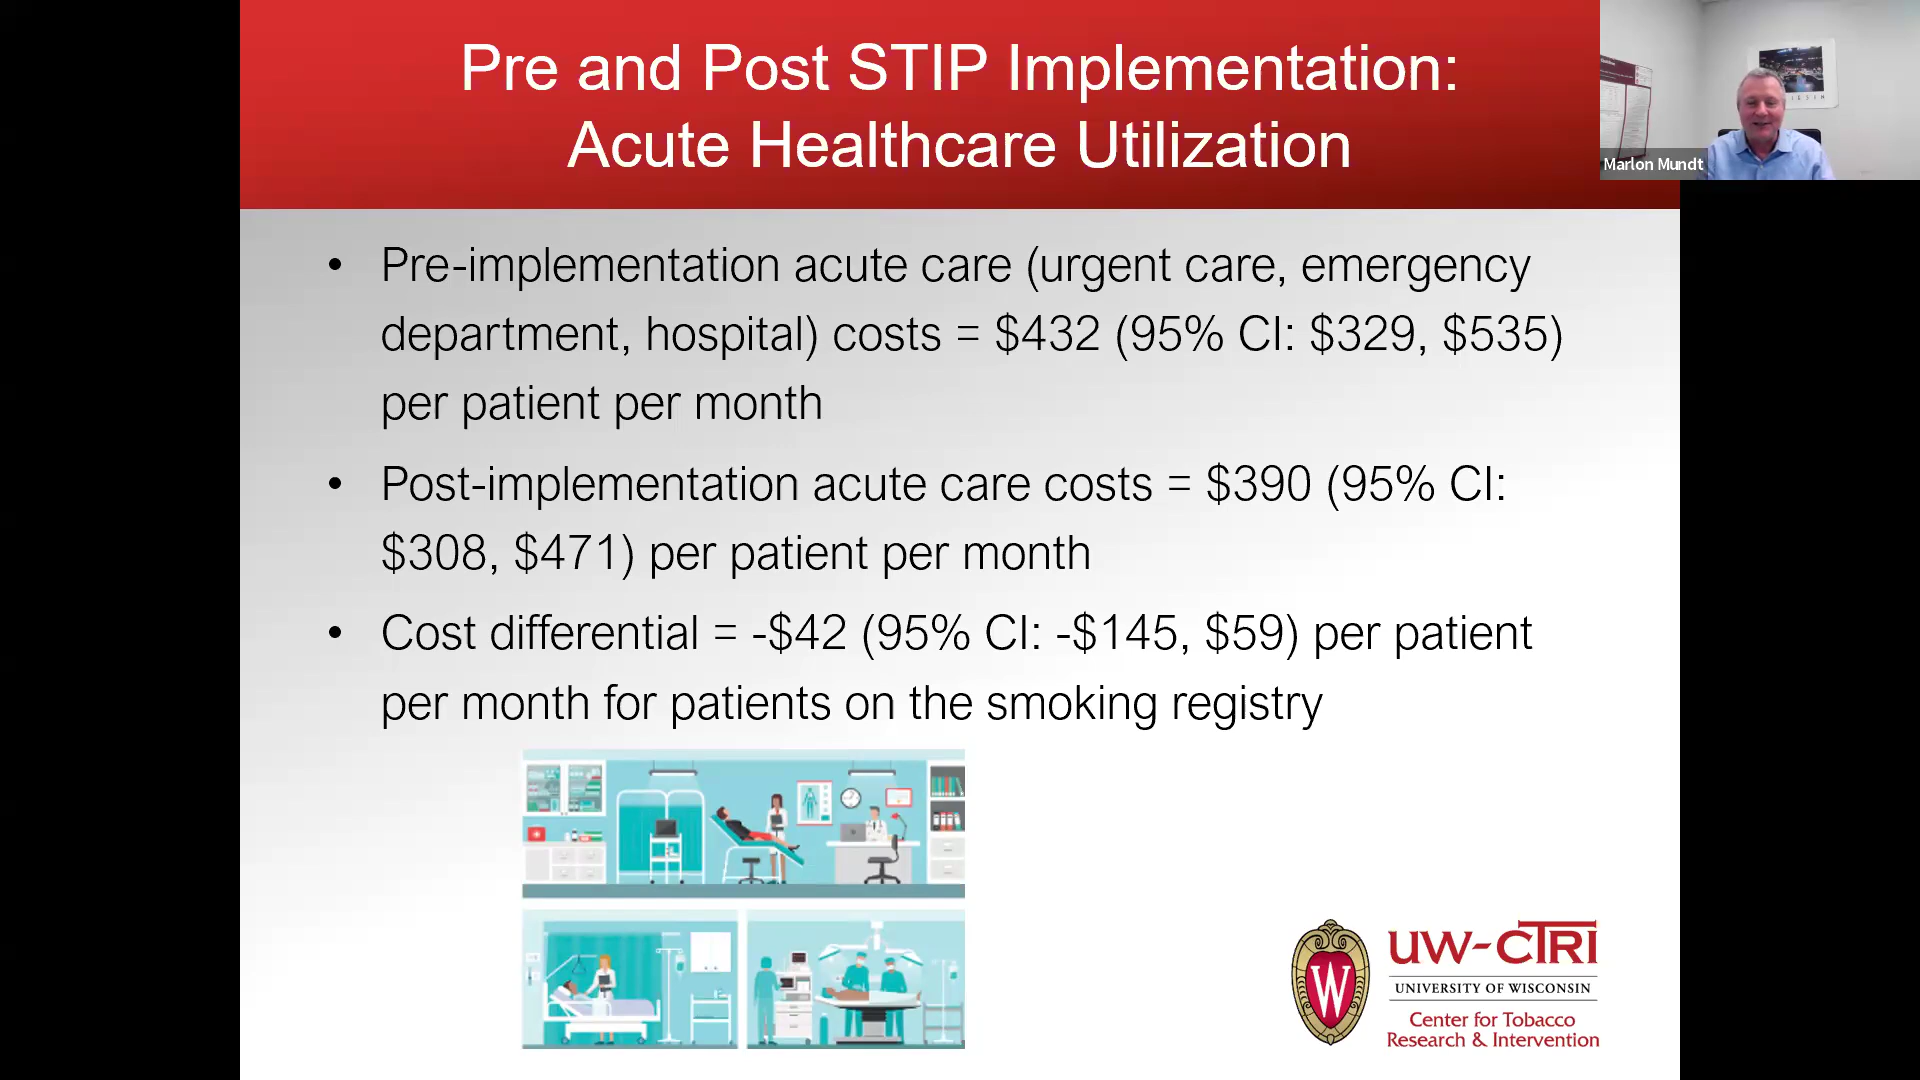 Pre and Post STIP Implementation:
Acute Healthcare Utilization
Marlon Mundt
• Pre-implementation acute care (urgent care, emergency
department, hospital) costs = $432 (95% CI: $329, $535)
per patient per month
• Post-implementation acute care costs = $390 (95% CI:
$308, $471) per patient per month
• Cost differential = -$42 (95% CI: -$145, $59) per patient
per month for patients on the smoking registry
W
UW-CTRI
UNIVERSITY OF WISCONSIN
Center for Tobacco
Research & Intervention